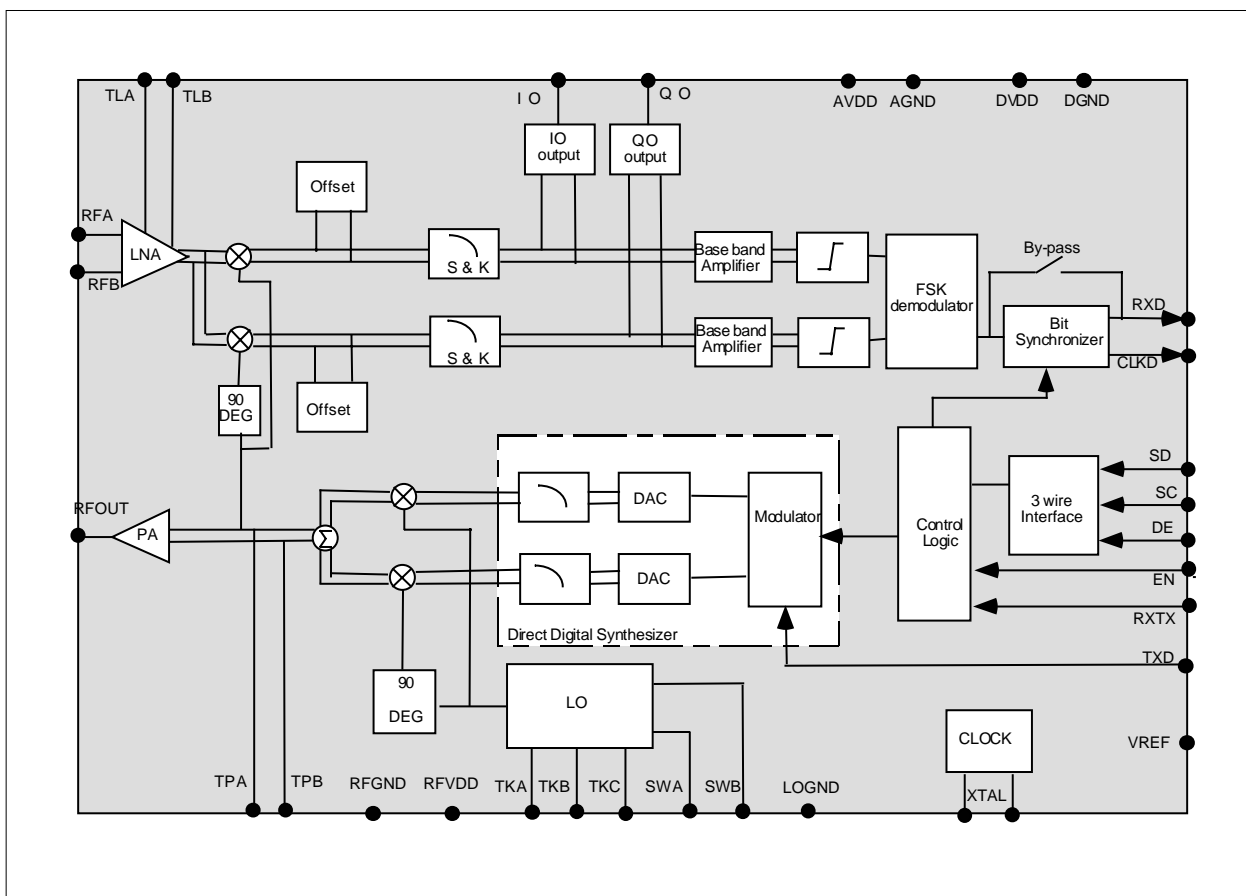 TLA
TLB
I O
Q O
AVDD
AGND
DVDD
DGND
IO
output
QO
output
Offset
RFA
LNA
RFB
S & K
Base band
Amplifier
FSK
demodulator
By-pass
RXD
Bit
Synchronizer
CLKD
S & K
Base band
Amplifier
90
DEG
Offset
RFOUT
PA
Σ
DAC
Modulator
DAC
Direct Digital Synthesizer
Control
Logic
3 wire
Interface
SD
SC
DE
EN
RXTX
TXD
90
DEG
LO
CLOCK
VREF
TPA
TPB
RFGND
RFVDD
TKA
TKB
TKC
SWA
SWB
LOGND
XTAL